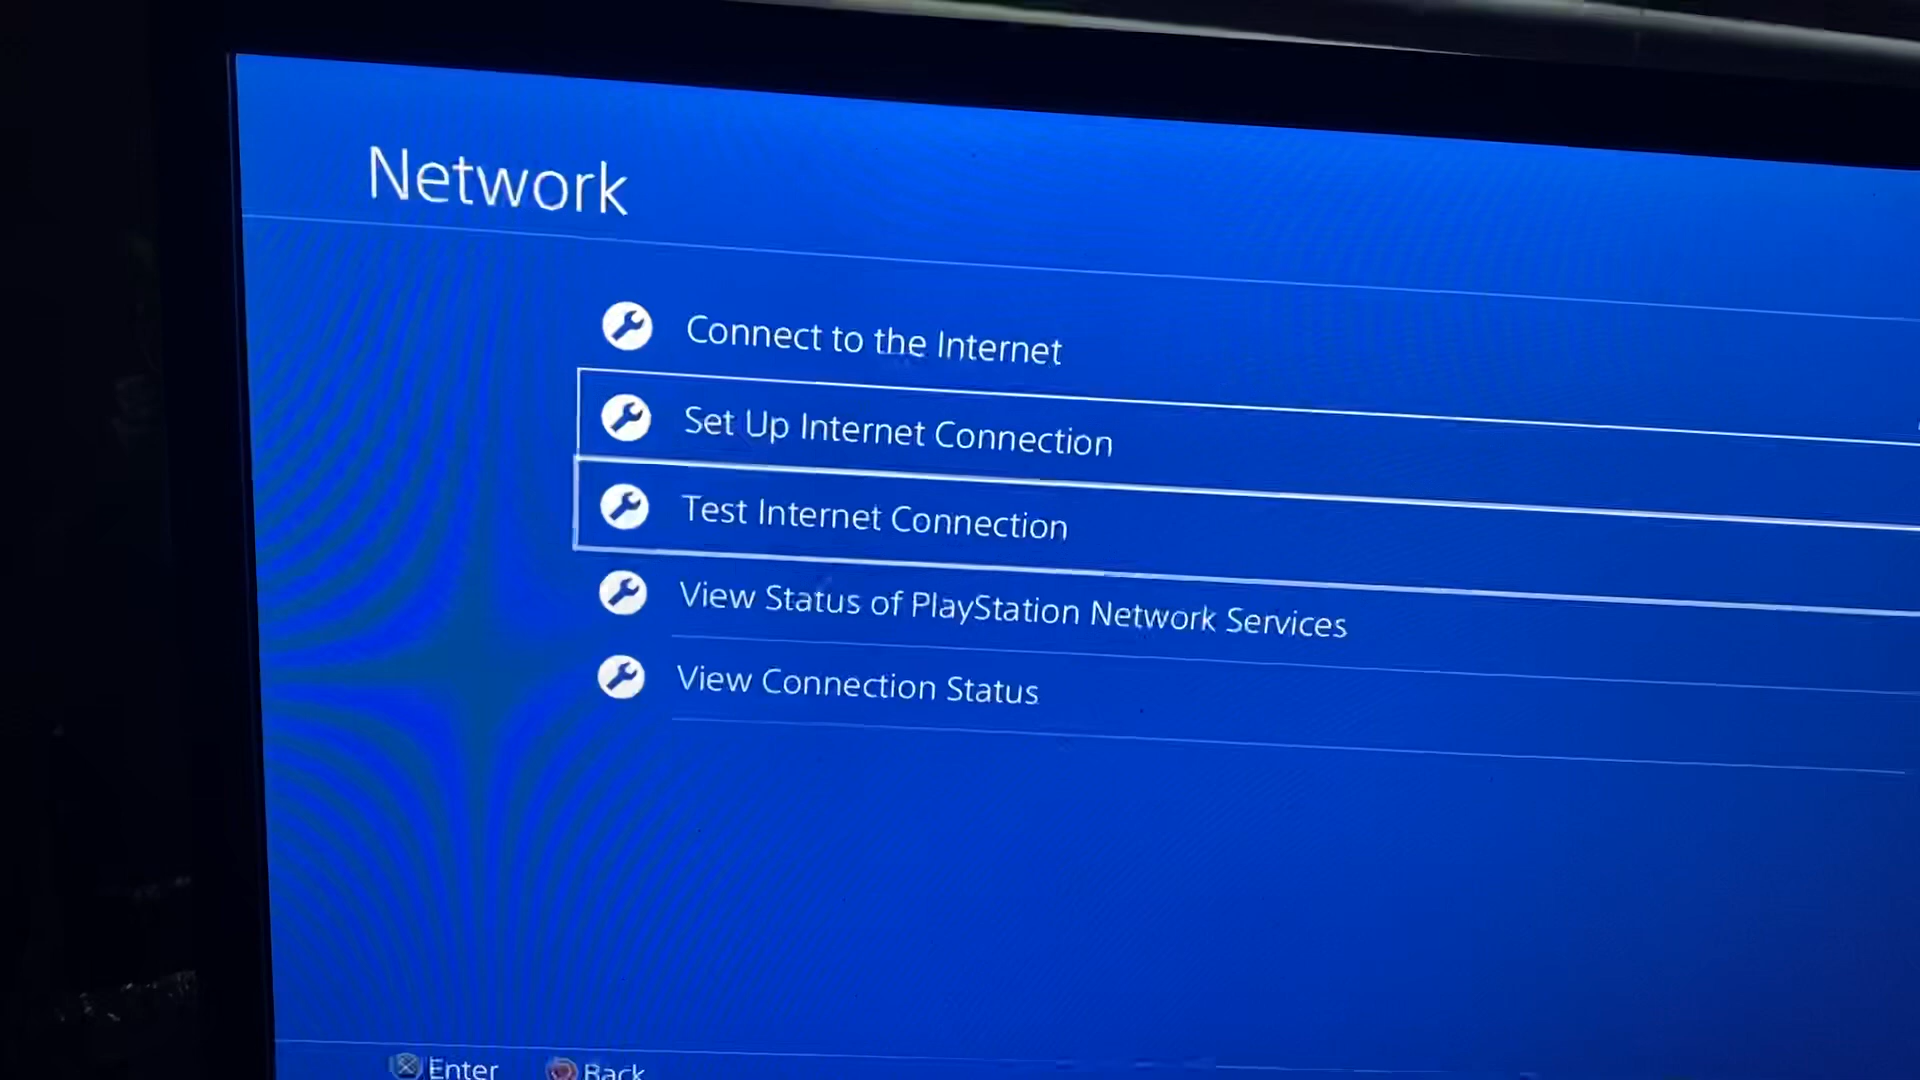 Network
Connect to the Internet
Set Up Internet Connection
Test Internet Connection
View Status of PlayStation Network Services
View Connection Status
Enter Back